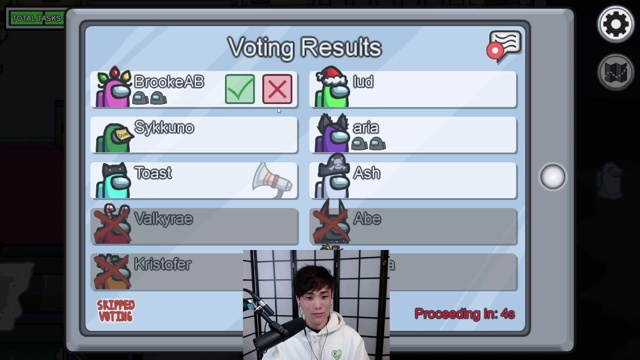 TOTAL TASKS
Voting Results
BrookeAB
lud
Sykkuno
aria
Toast
Ash
Valkyrae
Abe
Kristofer
a
SKIPPED
VOTING
Proceeding In: 4s